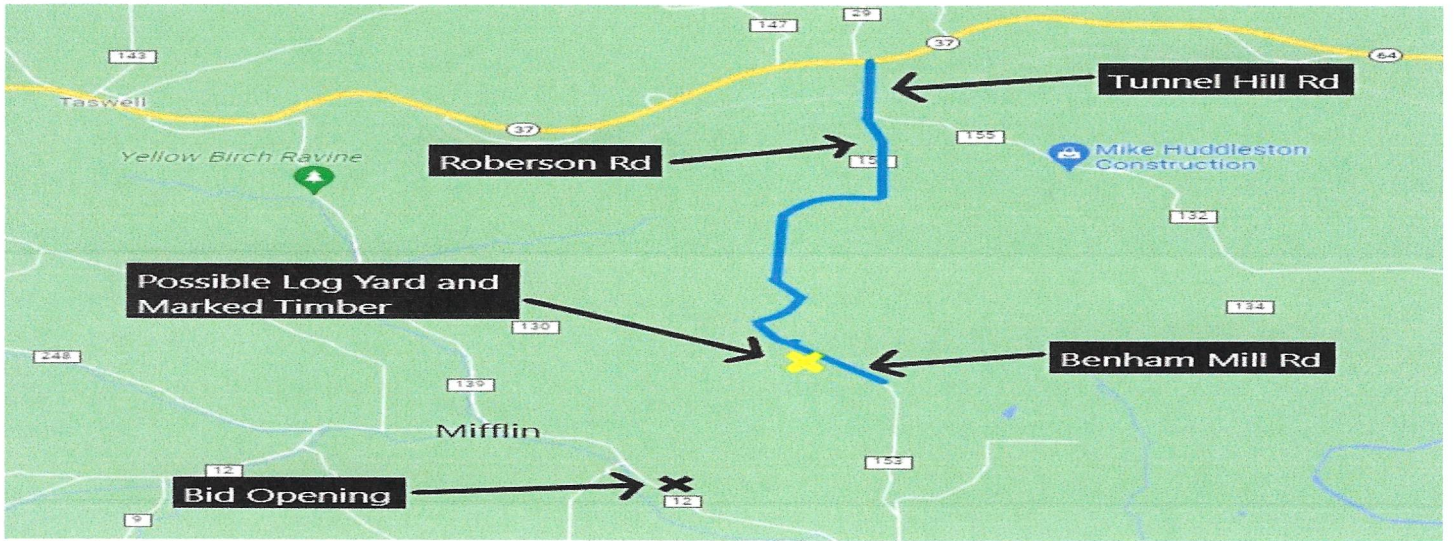 29
147
37
143
64
Tunnel Hill Rd
Taswell
37
155
Mike Huddleston
Construction
Yellow Birch Ravine
Roberson Rd
132
Possible Log Yard and
Marked Timber
134
130
248
Benham Mill Rd
139
Mifflin
153
12
Bid Opening
12
9